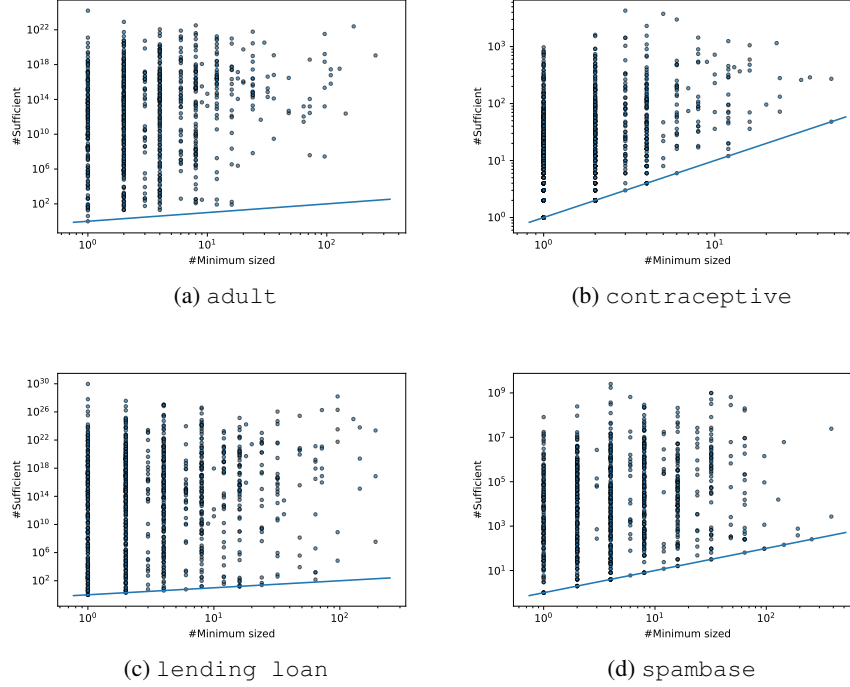 10^22
10^18
10^14
10^10
10^6
10^2
#Sufficient
10^0
10^1
10^2
#Minimum sized
(a) adult
10^3
10^2
10^1
10^0
#Sufficient
10^0
10^1
#Minimum sized
(b) contraceptive
10^30
10^26
10^22
10^18
10^14
10^10
10^6
10^2
#Sufficient
10^0
10^1
10^2
#Minimum sized
(c) lending loan
10^9
10^7
10^5
10^3
10^1
#Sufficient
10^0
10^1
10^2
#Minimum sized
(d) spambase